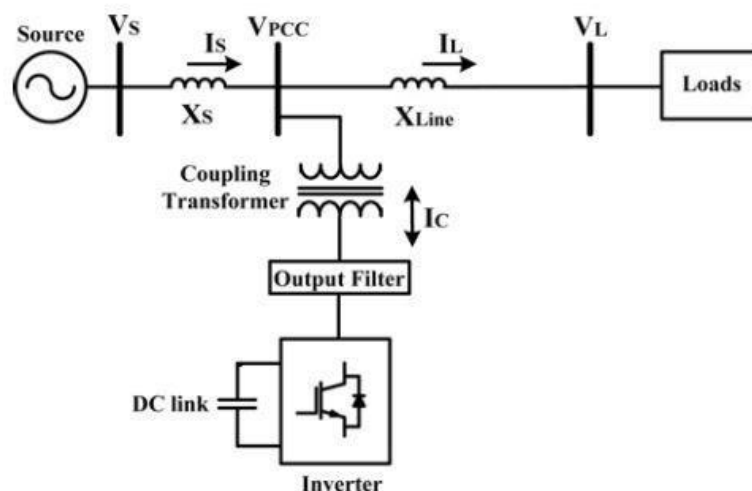 Source
VS
IS
VPCC
IL
VL
Loads
XS
XLine
Coupling
Transformer
IC
Output Filter
DC link
Inverter